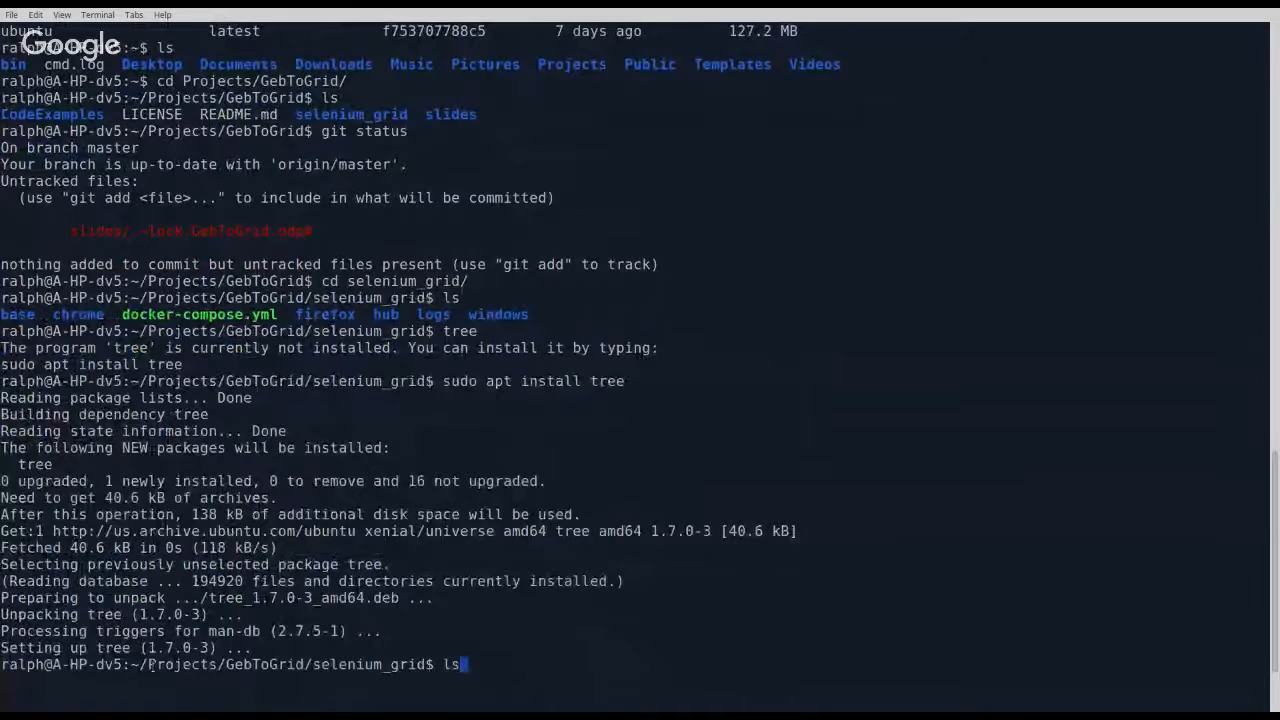 File Edit View Terminal Tabs Help
ubuntu latest f753707788c5 7 days ago 127.2 MB
Google
ralph@A-HP-dv5:~$ ls
bin cmd.log Desktop Documents Downloads Music Pictures Projects Public Templates Videos
ralph@A-HP-dv5:~$ cd Projects/GebToGrid/
ralph@A-HP-dv5:~/Projects/GebToGrid$ ls
CodeExamples LICENSE README.md selenium_grid slides
ralph@A-HP-dv5:~/Projects/GebToGrid$ git status
On branch master
Your branch is up-to-date with 'origin/master'.
Untracked files:
(use "git add <file>..." to include in what will be committed)
slides/.~lock.GebToGrid.odp#
nothing added to commit but untracked files present (use "git add" to track)
ralph@A-HP-dv5:~/Projects/GebToGrid$ cd selenium_grid/
ralph@A-HP-dv5:~/Projects/GebToGrid/selenium_grid$ ls
base chrome docker-compose.yml firefox hub logs windows
ralph@A-HP-dv5:~/Projects/GebToGrid/selenium_grid$ tree
The program 'tree' is currently not installed. You can install it by typing:
sudo apt install tree
ralph@A-HP-dv5:~/Projects/GebToGrid/selenium_grid$ sudo apt install tree
Reading package lists... Done
Building dependency tree
Reading state information... Done
The following NEW packages will be installed:
tree
0 upgraded, 1 newly installed, 0 to remove and 16 not upgraded.
Need to get 40.6 kB of archives.
After this operation, 138 kB of additional disk space will be used.
Get:1 http://us.archive.ubuntu.com/ubuntu xenial/universe amd64 tree amd64 1.7.0-3 [40.6 kB]
Fetched 40.6 kB in 0s (118 kB/s)
Selecting previously unselected package tree.
(Reading database ... 194920 files and directories currently installed.)
Preparing to unpack .../tree_1.7.0-3_amd64.deb ...
Unpacking tree (1.7.0-3) ...
Processing triggers for man-db (2.7.5-1) ...
Setting up tree (1.7.0-3) ...
ralph@A-HP-dv5:~/Projects/GebToGrid/selenium_grid$ ls